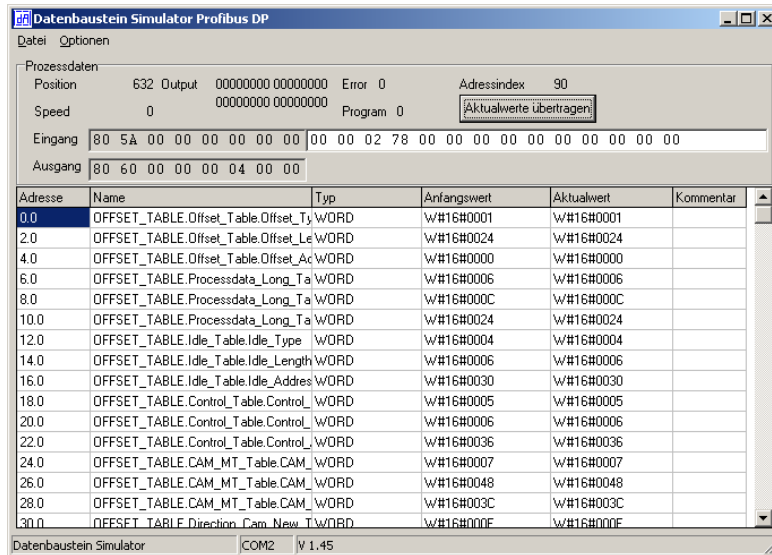 Datenbaustein Simulator Profibus DP
Datei Optionen
Prozessdaten
Position 632 Output 00000000 00000000 Error 0 Adressindex 90
Speed 0 00000000 00000000 Program 0 Aktualwerte übertragen
Eingang 80 5A 00 00 00 00 00 00 00 00 02 78 00 00 00 00 00 00 00 00 00 00
Ausgang 80 60 00 00 00 04 00 00
Adresse Name Typ Anfangswert Aktualwert Kommentar
0.0 OFFSET_TABLE.Offset_Table.Offset_Ty WORD W#16#0001 W#16#0001
2.0 OFFSET_TABLE.Offset_Table.Offset_Le WORD W#16#0024 W#16#0024
4.0 OFFSET_TABLE.Offset_Table.Offset_Ad WORD W#16#0000 W#16#0000
6.0 OFFSET_TABLE.Processdata_Long_Ta WORD W#16#0006 W#16#0006
8.0 OFFSET_TABLE.Processdata_Long_Ta WORD W#16#000C W#16#000C
10.0 OFFSET_TABLE.Processdata_Long_Ta WORD W#16#0024 W#16#0024
12.0 OFFSET_TABLE.Idle_Table.Idle_Type WORD W#16#0004 W#16#0004
14.0 OFFSET_TABLE.Idle_Table.Idle_Length WORD W#16#0006 W#16#0006
16.0 OFFSET_TABLE.Idle_Table.Idle_Addres WORD W#16#0030 W#16#0030
18.0 OFFSET_TABLE.Control_Table.Control_ WORD W#16#0005 W#16#0005
20.0 OFFSET_TABLE.Control_Table.Control_ WORD W#16#0006 W#16#0006
22.0 OFFSET_TABLE.Control_Table.Control_ WORD W#16#0036 W#16#0036
24.0 OFFSET_TABLE.CAM_MT_Table.CAM_ WORD W#16#0007 W#16#0007
26.0 OFFSET_TABLE.CAM_MT_Table.CAM_ WORD W#16#0048 W#16#0048
28.0 OFFSET_TABLE.CAM_MT_Table.CAM_ WORD W#16#003C W#16#003C
30.0 OFFSET_TABLE.Direction_Cam_New_T WORD W#16#000F W#16#000F
Datenbaustein Simulator COM2 V 1.45